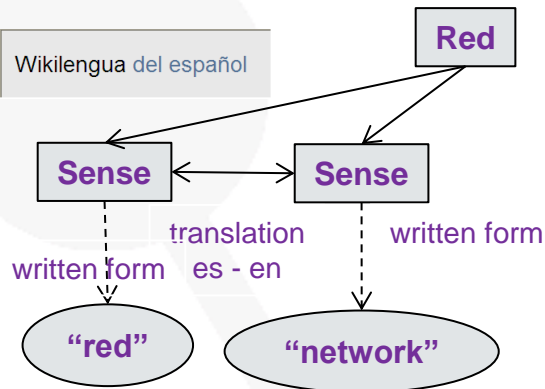 Red
Wikilengua del español
Sense
Sense
translation
es - en
written form
written form
“red”
“network”